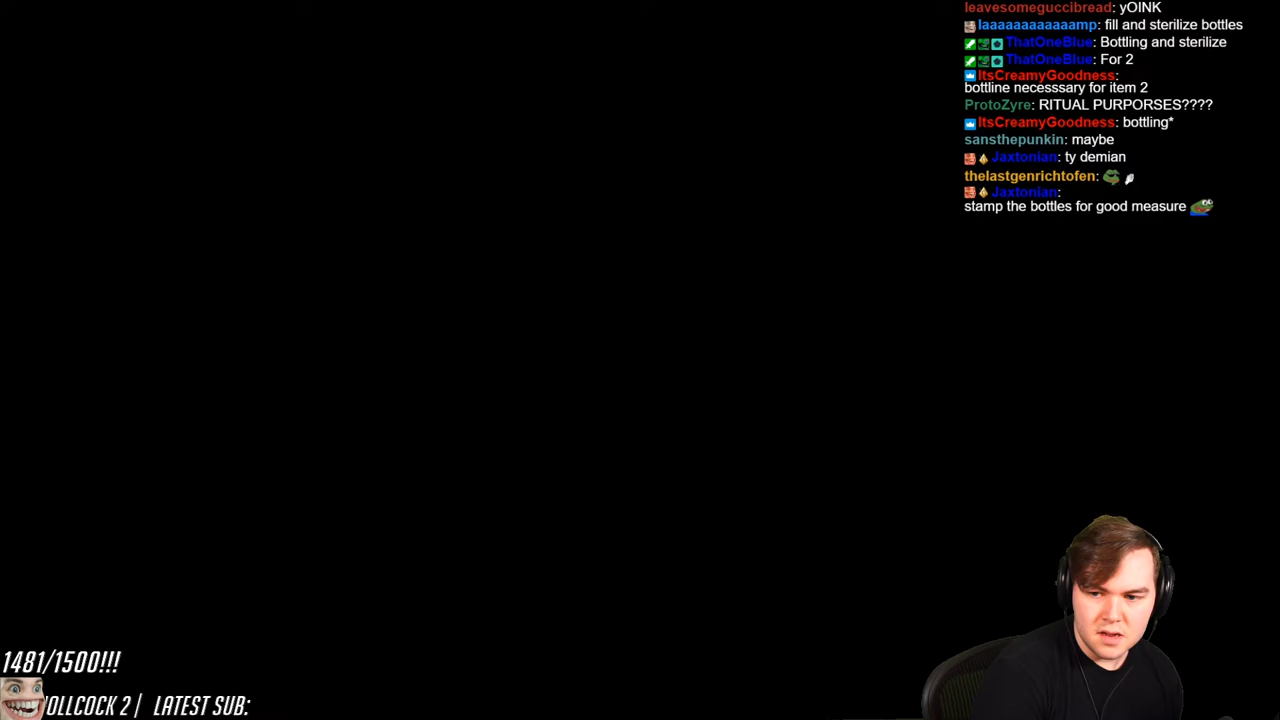 leavesomeguccibread: yOINK
laaaaaaaaaaaamp: fill and sterilize bottles
ThatOneBlue: Bottling and sterilize
ThatOneBlue: For 2
ItsCreamyGoodness:
bottline necesssary for item 2
ProtoZyre: RITUAL PURPORSES????
ItsCreamyGoodness: bottling*
sansthepunkin: maybe
Jaxtonian: ty demian
thelastgenrichtofen:
Jaxtonian:
stamp the bottles for good measure
1481/1500!!!
OLLCOCK 2 | LATEST SUB: